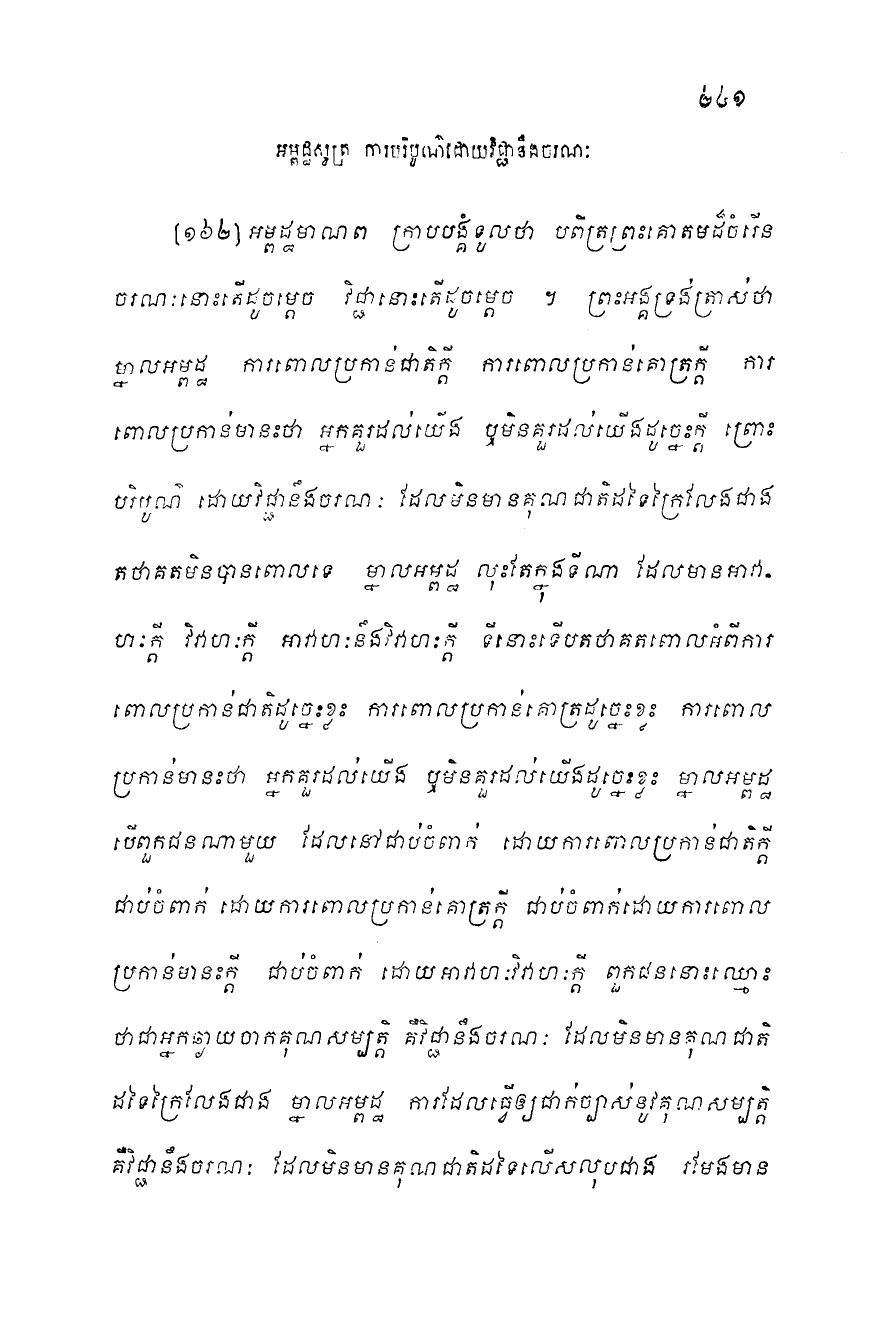 ២៤១
អម្ពដ្ឋសូត្រ ការបរិបូណ៌ដោយវិជ្ជានឹងចរណៈ
[១៦២] អម្ពដ្ឋមាណព ក្រាបបង្គំទូលថា បពិត្រព្រះគោតមដ៏ចំរើន
ចរណៈនោះតើដូចម្តេច វិជ្ជានោះតើដូចម្តេច ។ ព្រះអង្គទ្រង់ត្រាស់ថា
ម្នាលអម្ពដ្ឋ ការពោលប្រកាន់ជាតិក្តី ការពោលប្រកាន់គោត្រក្តី ការ
ពោលប្រកាន់មានះថា អ្នកគួរដល់យើង ឬមិនគួរដល់យើងដូច្នេះក្តី ព្រោះ
បរិបូណ៌ ដោយវិជ្ជានឹងចរណៈ ដែលមិនមានគុណជាតិដទៃក្រៃលែងជាង
តថាគតមិនបានពោលទេ ម្នាលអម្ពដ្ឋ លុះតែក្នុងទីណា ដែលមានអាវា-
ហៈក្តី វិវាហៈក្តី អាវាហៈនឹងវិវាហៈក្តី ទីនោះទើបតថាគតពោលអំពីការ
ពោលប្រកាន់ជាតិដូច្នេះខ្លះ ការពោលប្រកាន់គោត្រដូច្នេះខ្លះ ការពោល
ប្រកាន់មានះថា អ្នកគួរដល់យើង ឬមិនគួរដល់យើងដូច្នេះខ្លះ ម្នាលអម្ពដ្ឋ
បើពួកជនណាមួយ ដែលនៅជាប់ចំពាក់ ដោយការពោលប្រកាន់ជាតិក្តី
ជាប់ចំពាក់ ដោយការពោលប្រកាន់គោត្រក្តី ជាប់ចំពាក់ដោយការពោល
ប្រកាន់មានះក្តី ជាប់ចំពាក់ ដោយអាវាហៈវិវាហៈក្តី ពួកជននោះឈ្មោះ
ថាជាអ្នកឆ្ងាយចាកគុណសម្បត្តិ គឺវិជ្ជានឹងចរណៈ ដែលមិនមានគុណជាតិ
ដទៃក្រៃលែងជាង ម្នាលអម្ពដ្ឋ ការដែលធ្វើឲ្យជាក់ច្បាស់នូវគុណសម្បត្តិ
គឺវិជ្ជានឹងចរណៈ ដែលមិនមានគុណជាតិដទៃលើសលុបជាង រមែងមាន